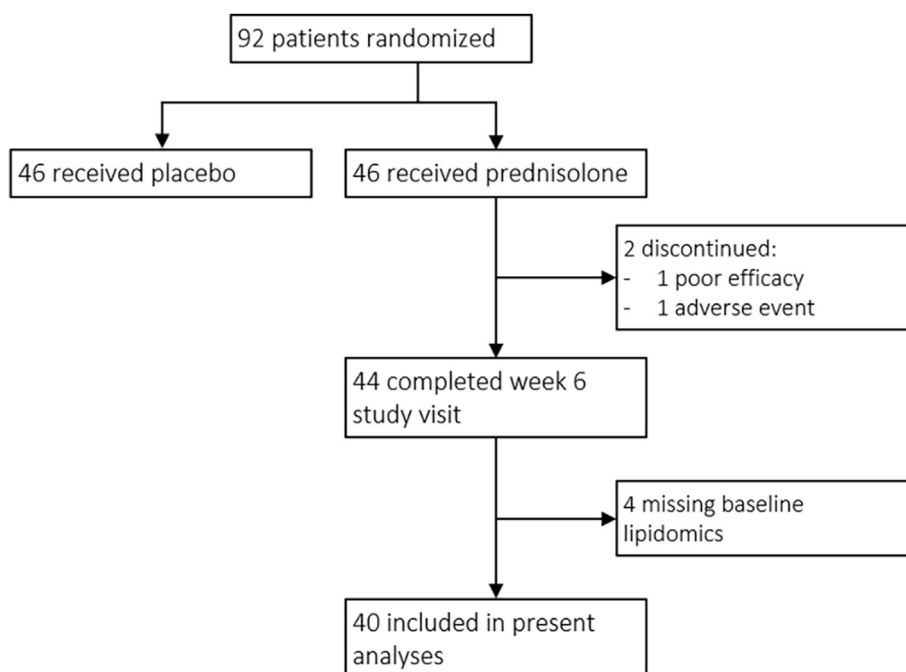 92 patients randomized
46 received placebo
46 received prednisolone
2 discontinued:
- 1 poor efficacy
- 1 adverse event
44 completed week 6
study visit
4 missing baseline
lipidomics
40 included in present
analyses